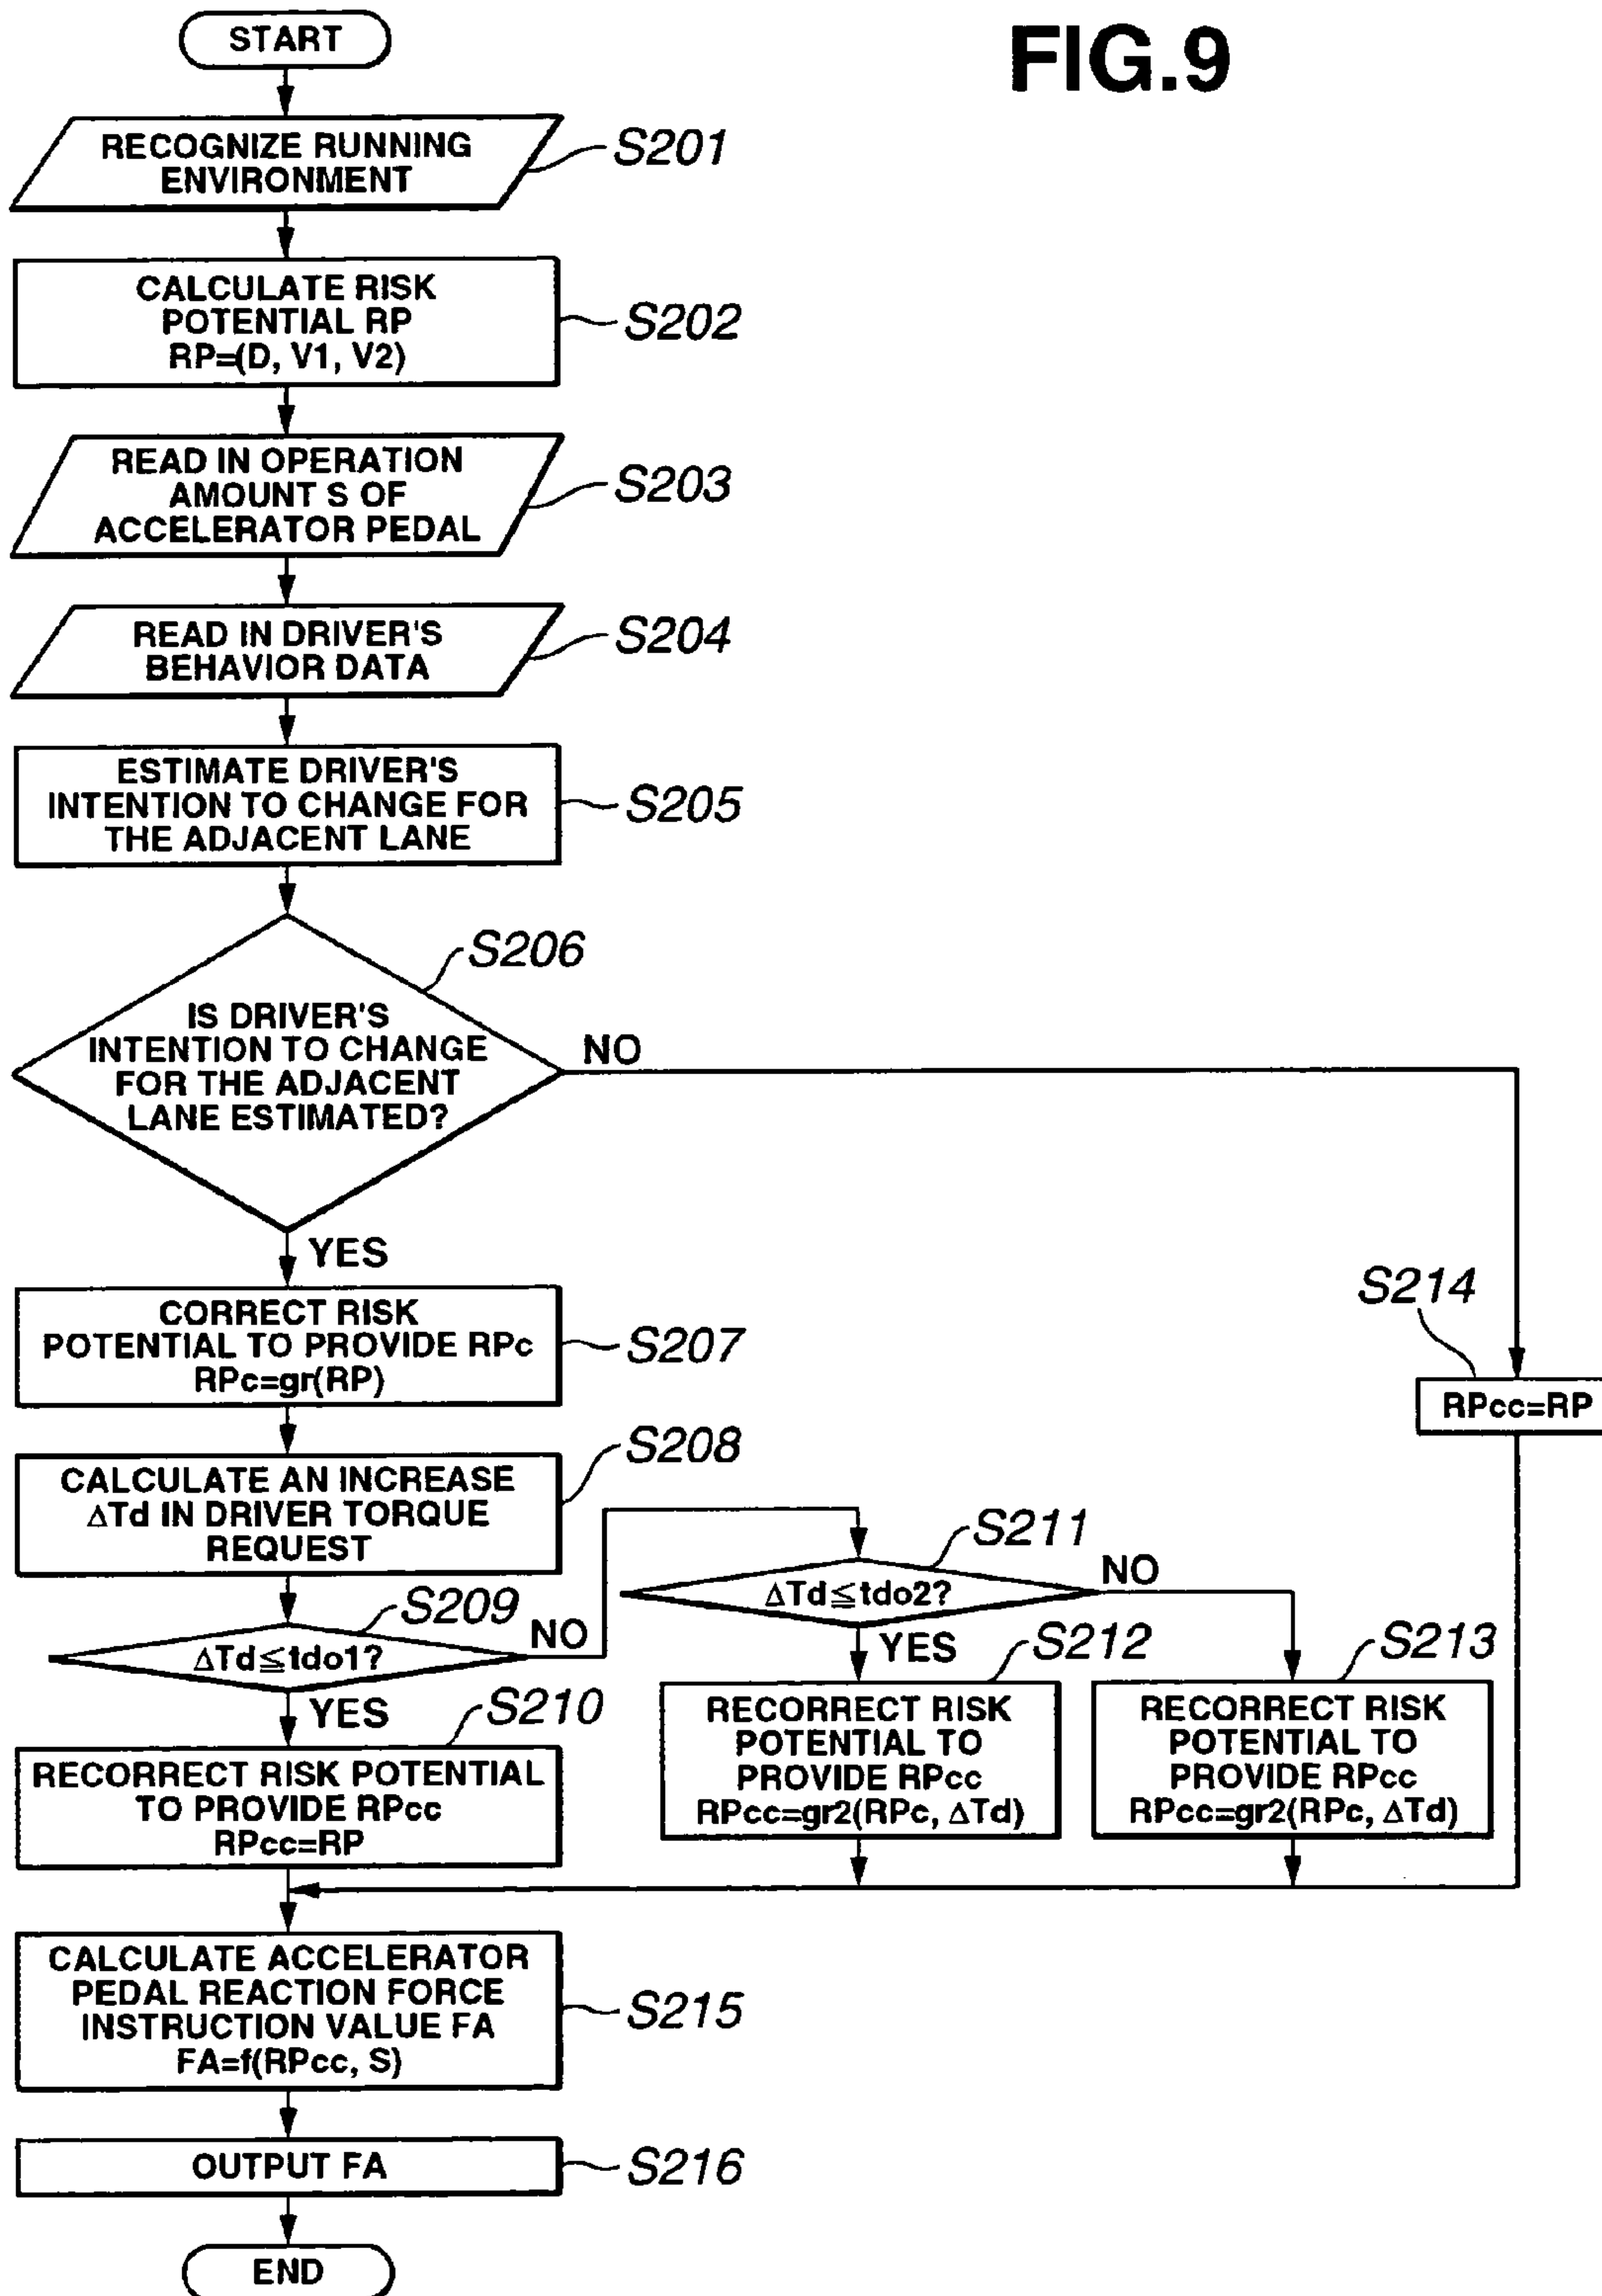 FIG.9
START
RECOGNIZE RUNNING
ENVIRONMENT
S201
CALCULATE RISK
POTENTIAL RP
RP=(D, V1, V2)
S202
READ IN OPERATION
AMOUNT S OF
ACCELERATOR PEDAL
S203
READ IN DRIVER'S
BEHAVIOR DATA
S204
ESTIMATE DRIVER'S
INTENTION TO CHANGE FOR
THE ADJACENT LANE
S205
S206
IS DRIVER'S
INTENTION TO CHANGE
FOR THE ADJACENT
LANE ESTIMATED?
NO
YES
CORRECT RISK
POTENTIAL TO PROVIDE RPc
RPc=gr(RP)
S207
S214
RPcc=RP
CALCULATE AN INCREASE
ΔTd IN DRIVER TORQUE
REQUEST
S208
S209
ΔTd≦tdo1?
NO
YES
S211
ΔTd≦tdo2?
NO
YES
S210
RECORRECT RISK POTENTIAL
TO PROVIDE RPcc
RPcc=RP
S212
RECORRECT RISK
POTENTIAL TO
PROVIDE RPcc
RPcc=gr2(RPc, ΔTd)
S213
RECORRECT RISK
POTENTIAL TO
PROVIDE RPcc
RPcc=gr2(RPc, ΔTd)
CALCULATE ACCELERATOR
PEDAL REACTION FORCE
INSTRUCTION VALUE FA
FA=f(RPcc, S)
S215
OUTPUT FA
S216
END